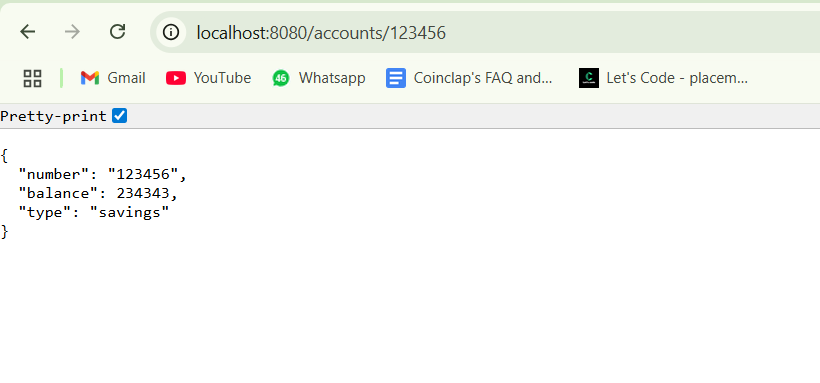 localhost:8080/accounts/123456
Gmail YouTube 46 Whatsapp Coinclap's FAQ and... Let's Code - placem...
Pretty-print
{
  "number": "123456",
  "balance": 234343,
  "type": "savings"
}